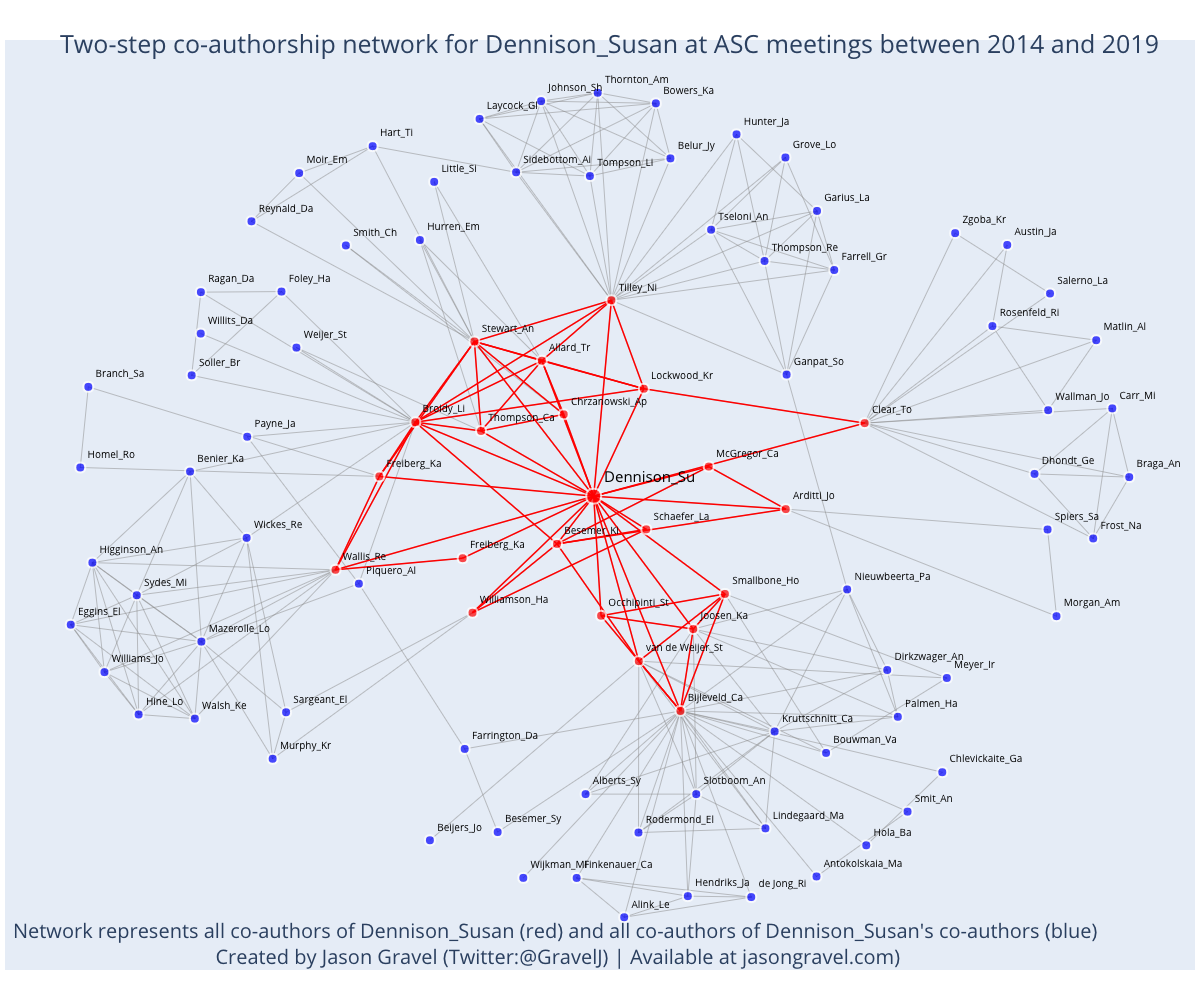 Two-step co-authorship network for Dennison_Susan at ASC meetings between 2014 and 2019
Thornton_Am
Johnson_Sh
Bowers_Ka
Laycock_Gl
Hunter_Ja
Hart_Ti
Belur_Jy
Grove_Lo
Moir_Em
Little_Si
Sidebottom_Al
Tompson_Li
Reynald_Da
Garius_La
Tseloni_An
Zgoba_Kr
Smith_Ch
Hurren_Em
Austin_Ja
Thompson_Re
Farrell_Gr
Ragan_Da
Foley_Ha
Salerno_La
Tilley_Ni
Willits_Da
Weijer_St
Stewart_An
Rosenfeld_Ri
Matlin_Al
Allard_Tr
Soller_Br
Ganpat_So
Branch_Sa
Lockwood_Kr
Broidy_Li
Chrzanowski_Ap
Clear_To
Wallman_Jo
Carr_Mi
Thompson_Ca
Payne_Ja
Homel_Ro
Benier_Ka
Freiberg_Ka
McGregor_Ca
Dhondt_Ge
Braga_An
Dennison_Su
Arditti_Jo
Wickes_Re
Besemer_Ki
Schaefer_La
Spiers_Sa
Frost_Na
Higginson_An
Wallis_Re
Freiberg_Ka
Piquero_Al
Sydes_Mi
Smallbone_Ho
Nieuwbeerta_Pa
Eggins_El
Williamson_Ha
Occhipinti_St
Morgan_Am
Mazerolle_Lo
Joosen_Ka
van de Weijer_St
Williams_Jo
Dirkzwager_An
Meyer_Ir
Hine_Lo
Walsh_Ke
Sargeant_El
Bijleveld_Ca
Kruttschnitt_Ca
Palmen_Ha
Murphy_Kr
Farrington_Da
Bouwman_Va
Chlevickaite_Ga
Alberts_Sy
Slotboom_An
Smit_An
Beijers_Jo
Besemer_Sy
Rodermond_El
Lindegaard_Ma
Hola_Ba
Wijkman_Mi
Finkenauer_Ca
Antokolskaia_Ma
Hendriks_Ja
de Jong_Ri
Alink_Le
Network represents all co-authors of Dennison_Susan (red) and all co-authors of Dennison_Susan's co-authors (blue)
Created by Jason Gravel (Twitter:@GravelJ) | Available at jasongravel.com)